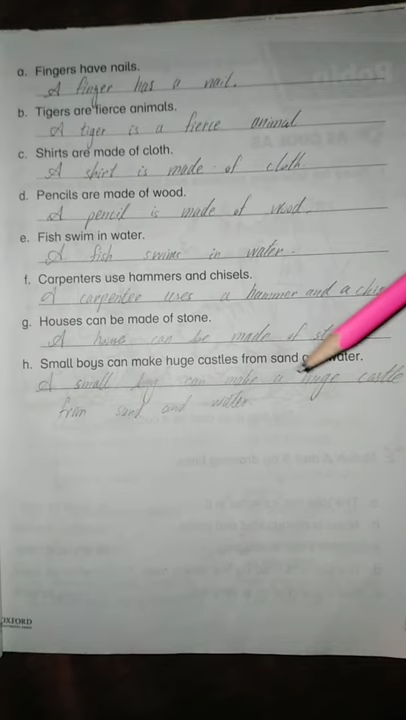 a. Fingers have nails.
A finger has a nail.
b. Tigers are fierce animals.
A tiger is a fierce animal
c. Shirts are made of cloth.
A shirt is made of cloth
d. Pencils are made of wood.
A pencil is made of wood.
e. Fish swim in water.
A fish swims in water.
f. Carpenters use hammers and chisels.
A carpenter uses a hammer and a
g. Houses can be made of stone.
A house can be made of
h. Small boys can make huge castles from sand water.
A small boy can make a huge castle
from sand and water
OXFORD